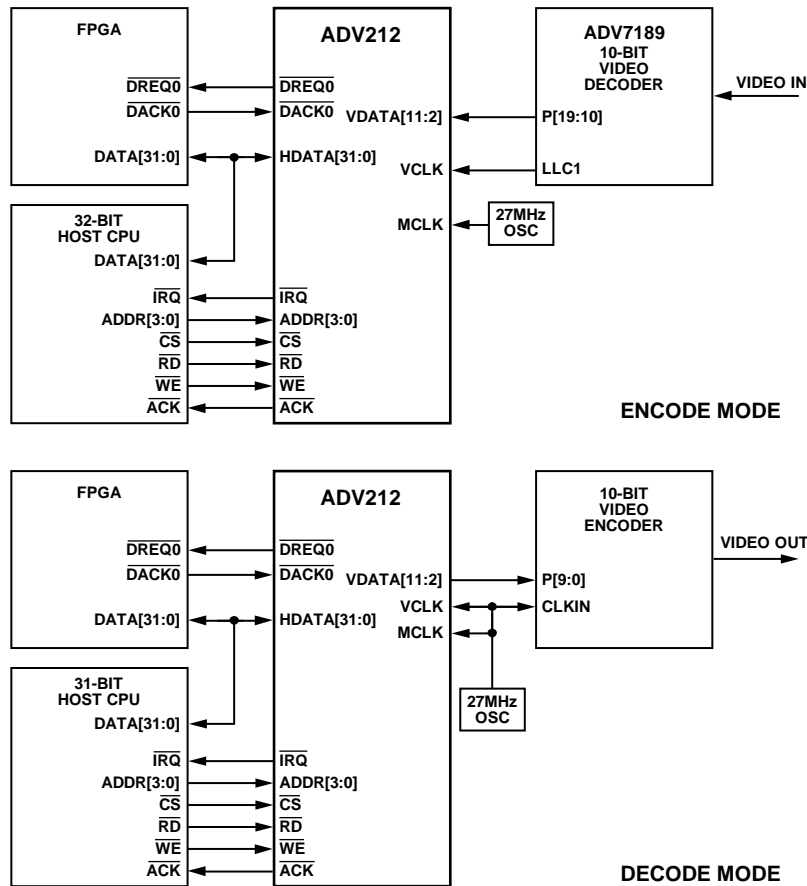 FPGA
DREQ0
DACK0
DATA[31:0]
32-BIT
HOST CPU
DATA[31:0]
IRQ
ADDR[3:0]
CS
RD
WE
ACK
ADV212
DREQ0
DACK0
HDATA[31:0]
VDATA[11:2]
VCLK
MCLK
IRQ
ADDR[3:0]
CS
RD
WE
ACK
ADV7189
10-BIT
VIDEO
DECODER
P[19:10]
LLC1
VIDEO IN
27MHz
OSC
ENCODE MODE
FPGA
DREQ0
DACK0
DATA[31:0]
31-BIT
HOST CPU
DATA[31:0]
IRQ
ADDR[3:0]
CS
RD
WE
ACK
ADV212
DREQ0
DACK0
HDATA[31:0]
VDATA[11:2]
VCLK
MCLK
IRQ
ADDR[3:0]
CS
RD
WE
ACK
10-BIT
VIDEO
ENCODER
P[9:0]
CLKIN
VIDEO OUT
27MHz
OSC
DECODE MODE